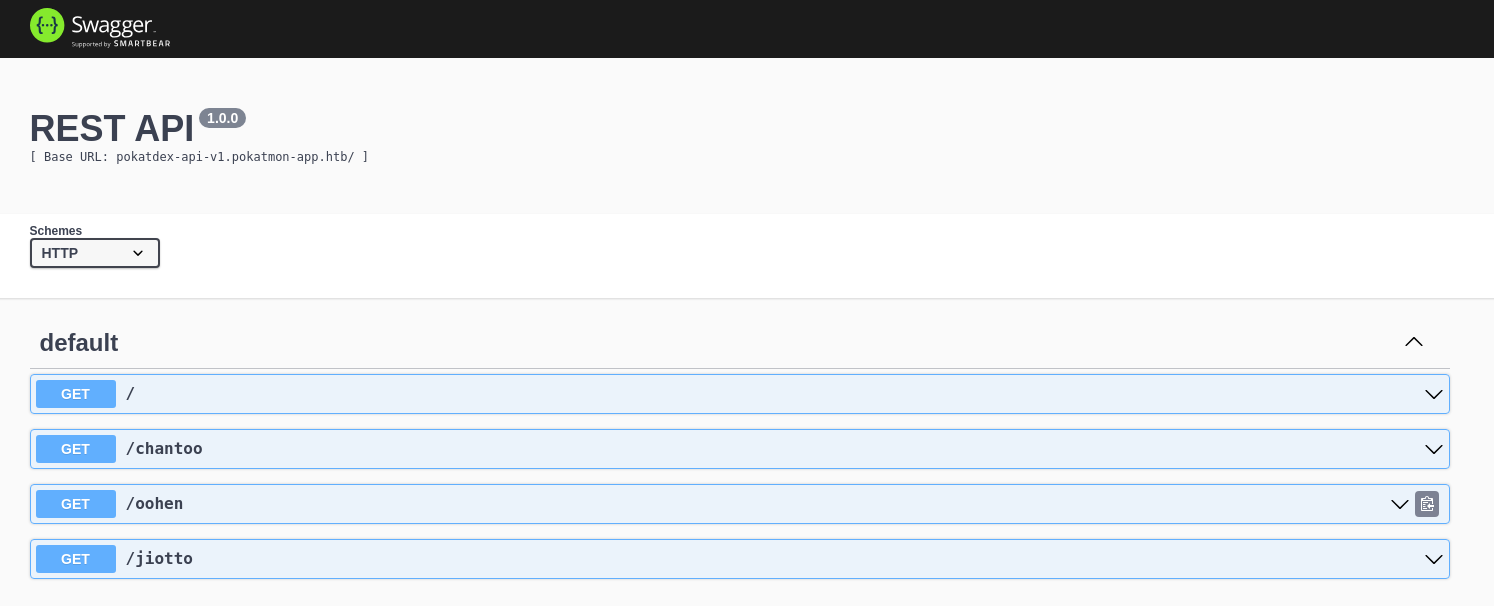 Swagger
Supported by SMARTBEAR
REST API 1.0.0
[ Base URL: pokatdex-api-v1.pokatmon-app.htb/ ]
Schemes
HTTP
default
GET /
GET /chantoo
GET /oohen
GET /jiotto